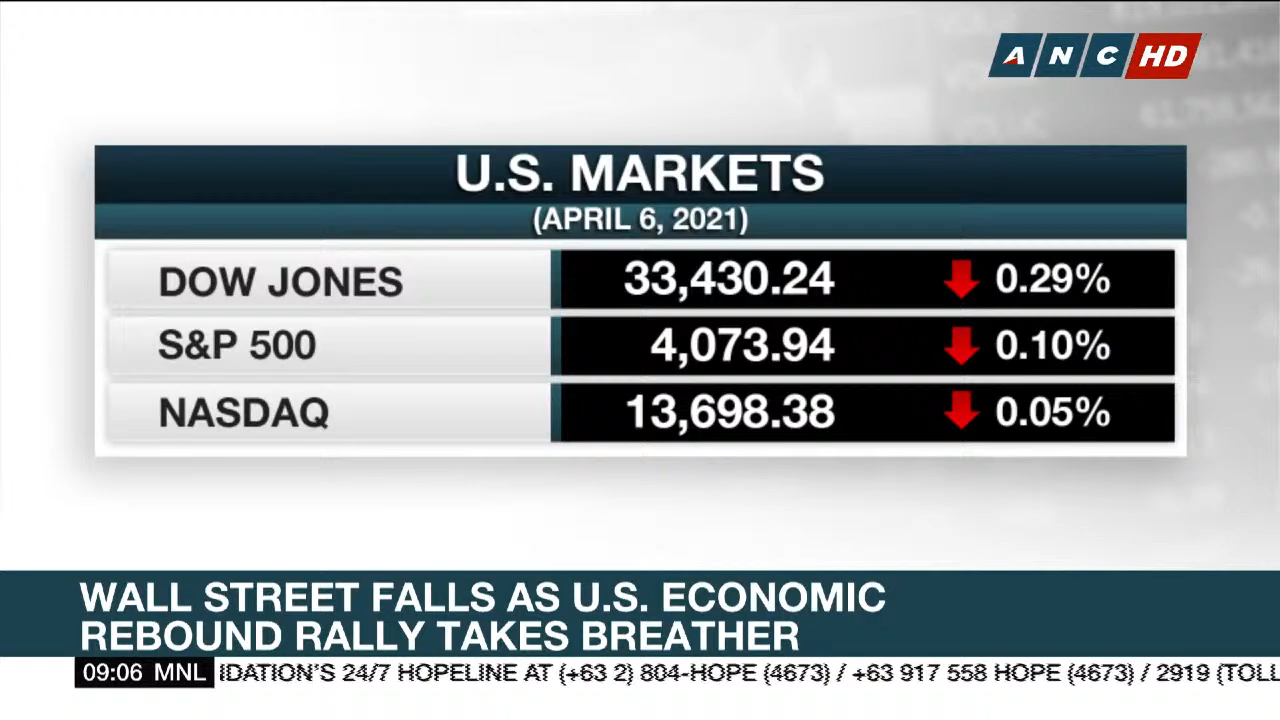 ANC HD
U.S. MARKETS
(APRIL 6, 2021)
DOW JONES 33,430.24 0.29%
S&P 500 4,073.94 0.10%
NASDAQ 13,698.38 0.05%
WALL STREET FALLS AS U.S. ECONOMIC
REBOUND RALLY TAKES BREATHER
09:06 MNL IDATION'S 24/7 HOPELINE AT (+63 2) 804-HOPE (4673) / +63 917 558 HOPE (4673) / 2919 (TOLL